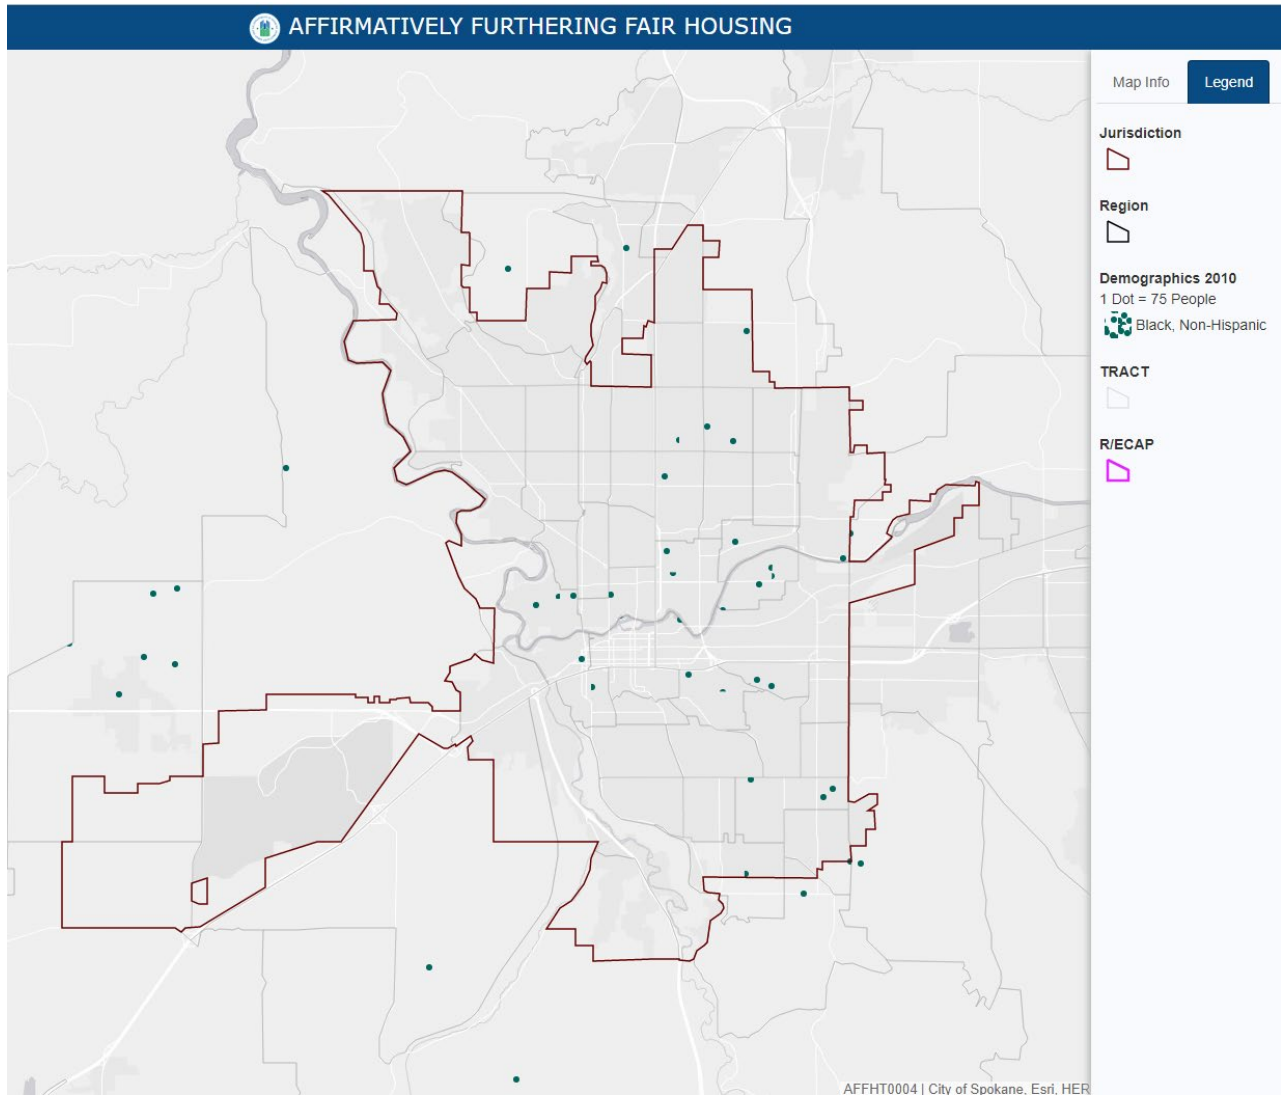 AFFIRMATIVELY FURTHERING FAIR HOUSING
Map Info
Legend
Jurisdiction
Region
Demographics 2010
1 Dot = 75 People
Black, Non-Hispanic
TRACT
R/ECAP
AFFHT0004 | City of Spokane, Esri, HER